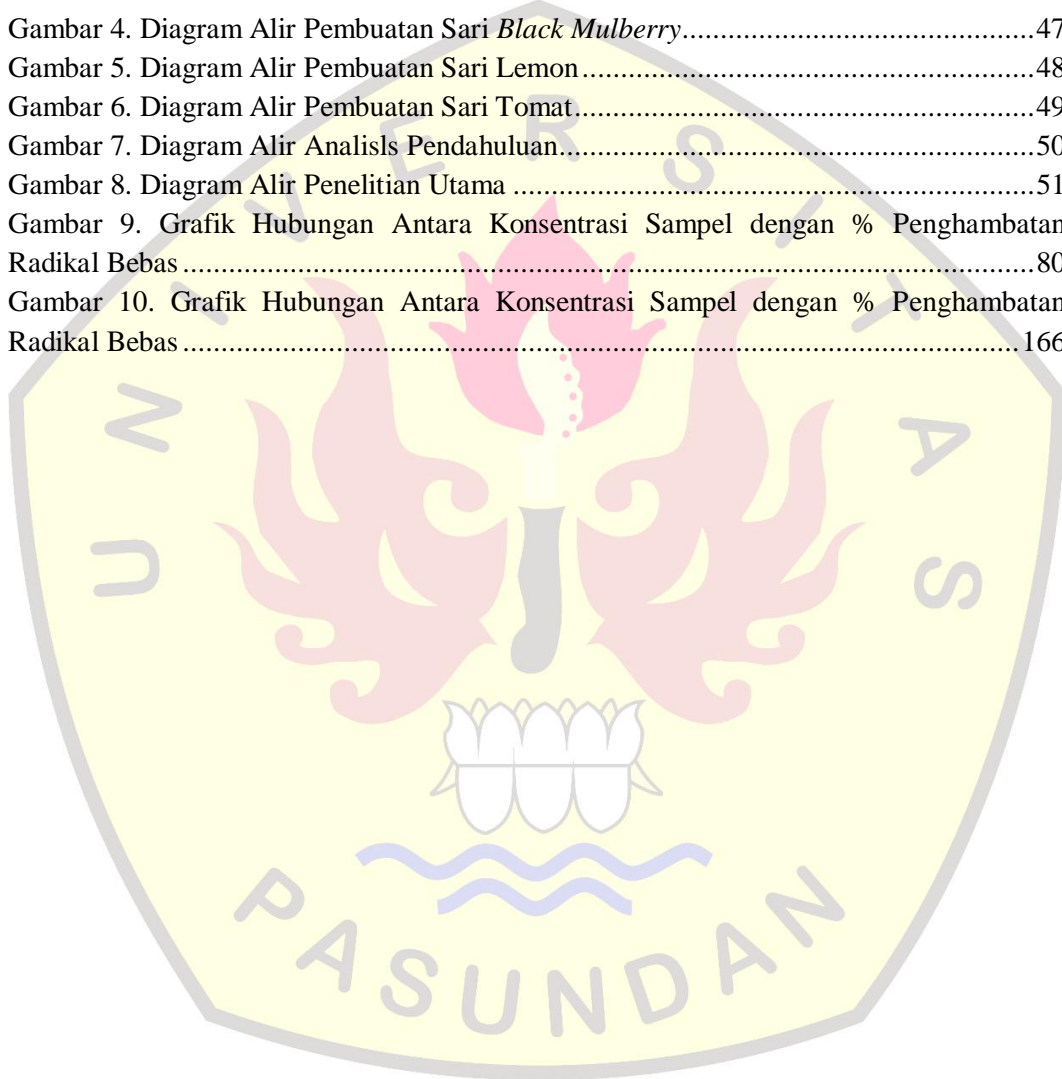 Gambar 4. Diagram Alir Pembuatan Sari Black Mulberry............................................47
Gambar 5. Diagram Alir Pembuatan Sari Lemon............................................48
Gambar 6. Diagram Alir Pembuatan Sari Tomat............................................49
Gambar 7. Diagram Alir Analisls Pendahuluan............................................50
Gambar 8. Diagram Alir Penelitian Utama............................................51
Gambar 9. Grafik Hubungan Antara Konsentrasi Sampel dengan % Penghambatan
Radikal Bebas............................................80
Gambar 10. Grafik Hubungan Antara Konsentrasi Sampel dengan % Penghambatan
Radikal Bebas............................................166
UNIVERSITAS
PASUNDAN